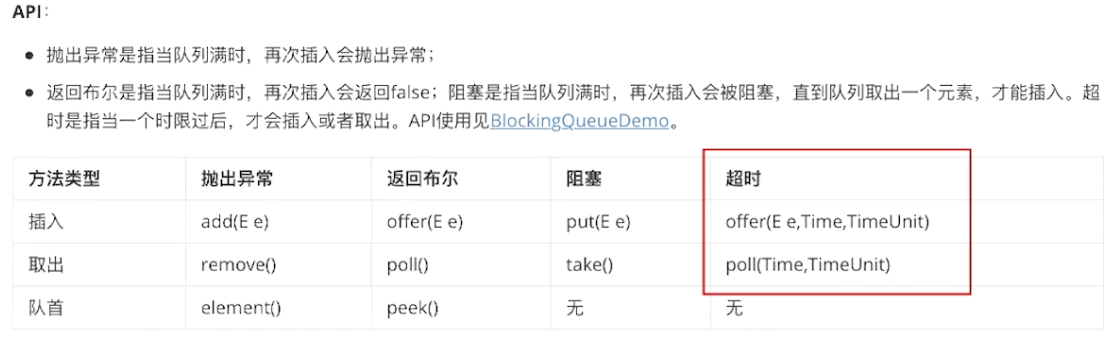 API：
抛出异常是指当队列满时，再次插入会抛出异常；
返回布尔是指当队列满时，再次插入会返回false；阻塞是指当队列满时，再次插入会被阻塞，直到队列取出一个元素，才能插入。超
时是指当一个时限过后，才会插入或者取出。API使用见BlockingQueueDemo。
方法类型 抛出异常 返回布尔 阻塞 超时
插入 add(E e) offer(E e) put(E e) offer(E e,Time,TimeUnit)
取出 remove() poll() take() poll(Time,TimeUnit)
队首 element() peek() 无 无